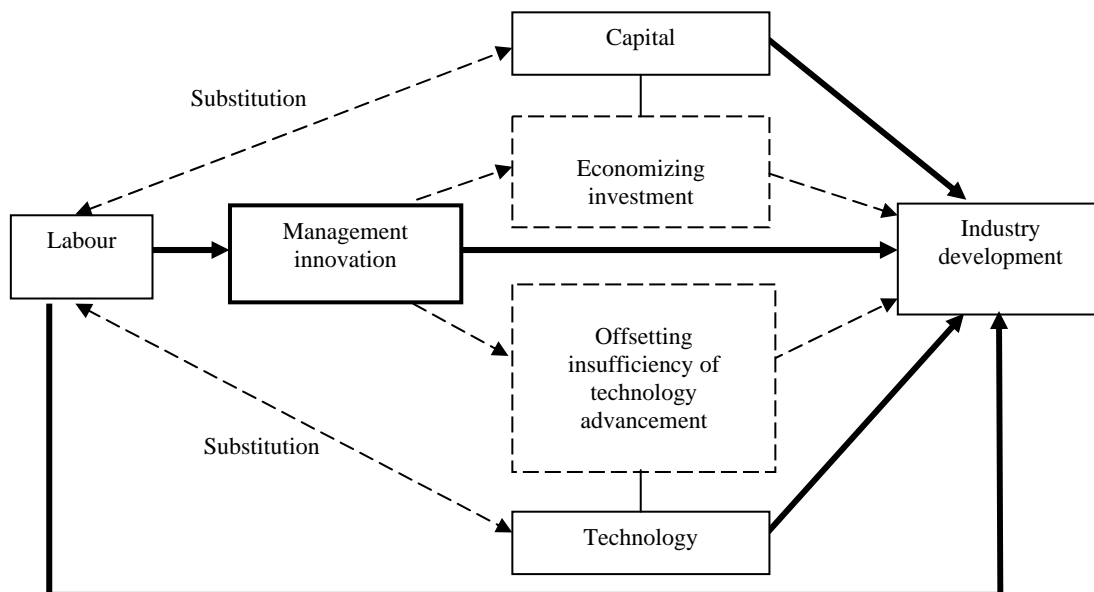 Capital
Substitution
Economizing
investment
Labour
Management
innovation
Industry
development
Offsetting
insufficiency of
technology
advancement
Substitution
Technology